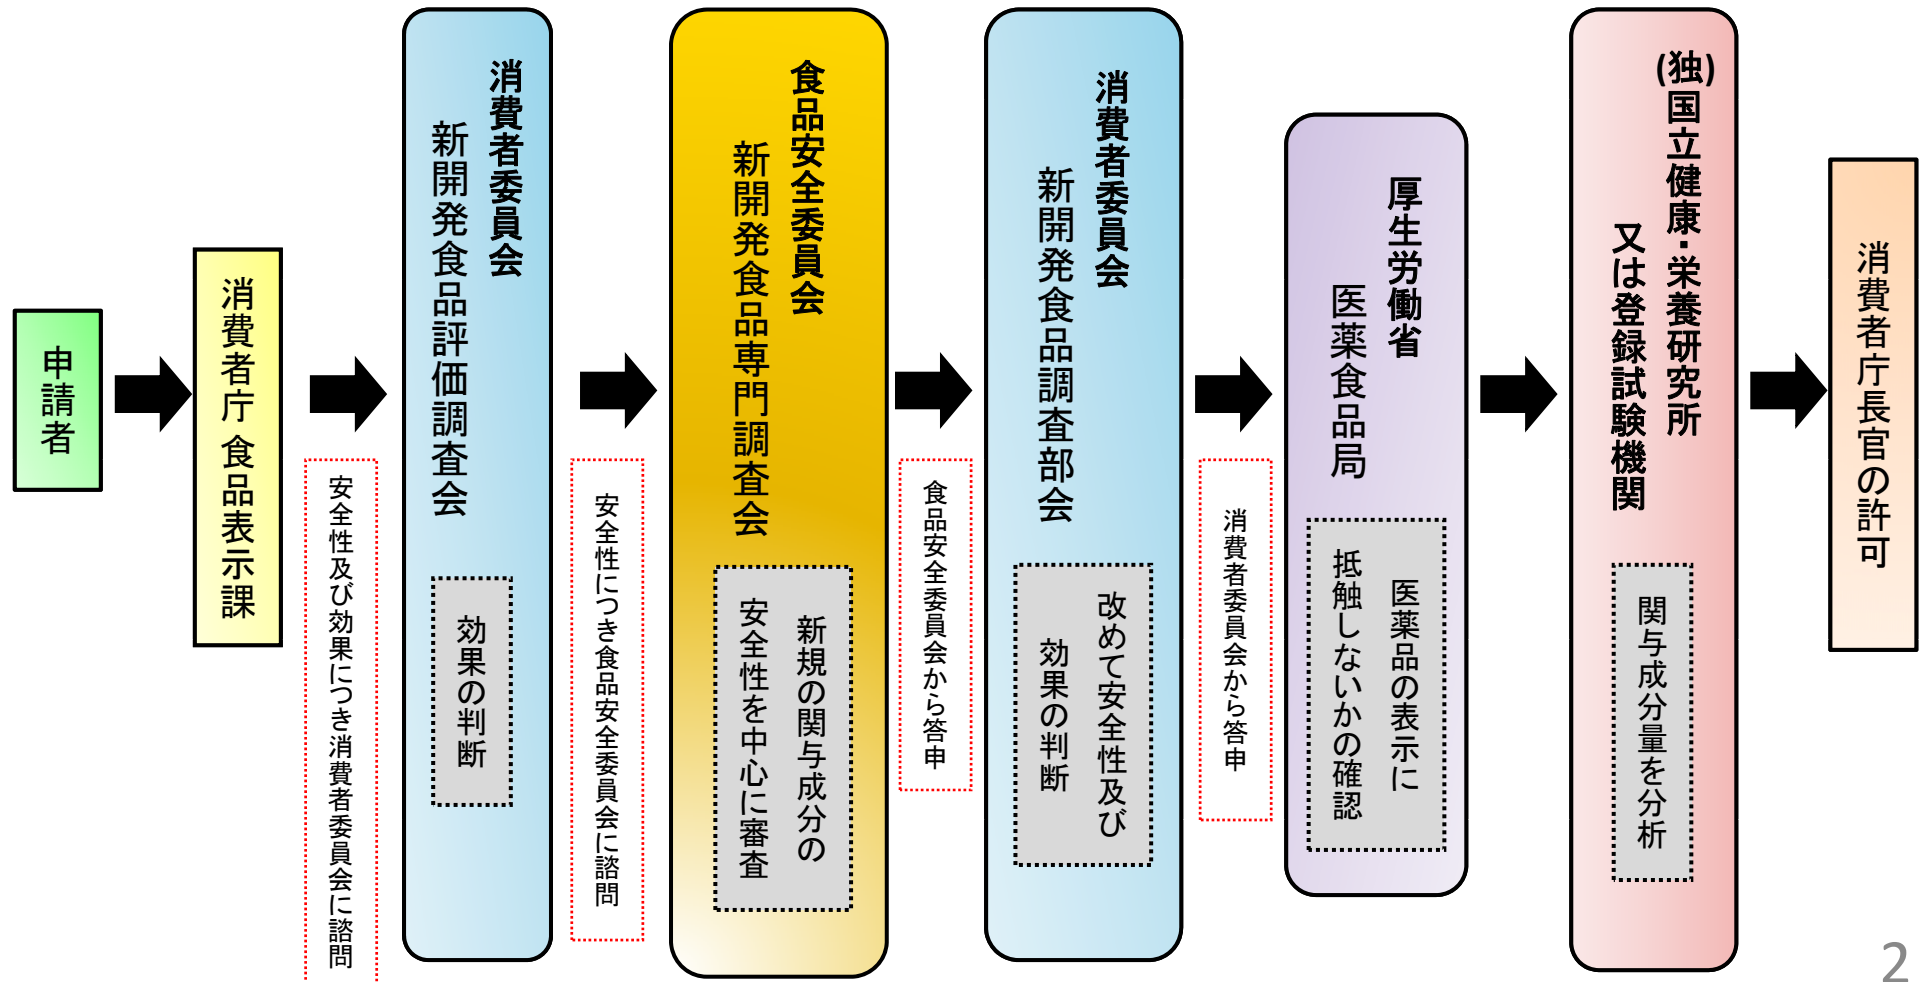 申請者
消費者庁 食品表示課
安全性及び効果につき消費者委員会に諮問
消費者委員会
新開発食品評価調査会
効果の判断
安全性につき食品安全委員会に諮問
食品安全委員会
新開発食品専門調査会
新規の関与成分の
安全性を中心に審査
食品安全委員会から答申
消費者委員会
新開発食品調査部会
改めて安全性及び
効果の判断
消費者委員会から答申
厚生労働省
医薬食品局
医薬品の表示に
抵触しないかの確認
(独)国立健康・栄養研究所
又は登録試験機関
関与成分量を分析
消費者庁長官の許可
2